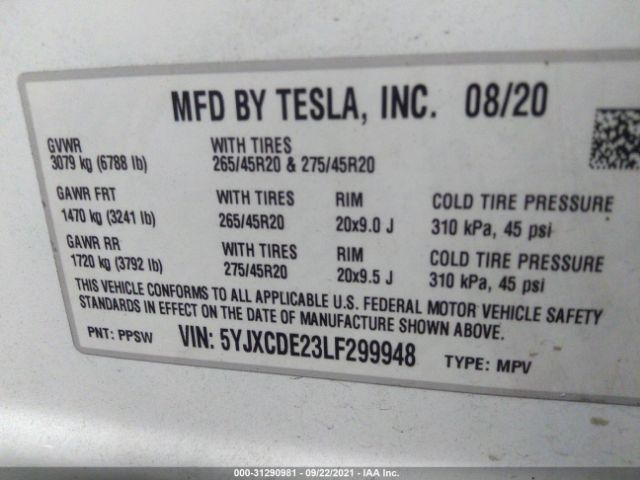 MFD BY TESLA, INC. 08/20
GVWR WITH TIRES
3079 kg (6788 lb) 265/45R20 & 275/45R20
GAWR FRT WITH TIRES RIM COLD TIRE PRESSURE
1470 kg (3241 lb) 265/45R20 20x9.0 J 310 kPa, 45 psi
GAWR RR WITH TIRES RIM COLD TIRE PRESSURE
1720 kg (3792 lb) 275/45R20 20x9.5 J 310 kPa, 45 psi
THIS VEHICLE CONFORMS TO ALL APPLICABLE U.S. FEDERAL MOTOR VEHICLE SAFETY
STANDARDS IN EFFECT ON THE DATE OF MANUFACTURE SHOWN ABOVE.
PNT: PPSW VIN: 5YJXCDE23LF299948 TYPE: MPV
000-31290981 - 09/22/2021 - IAA Inc.